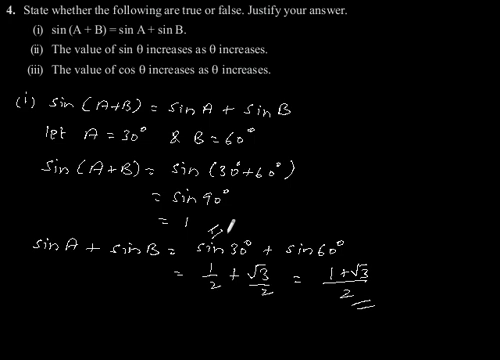 4. State whether the following are true or false. Justify your answer.
(i) sin (A + B) = sin A + sin B.
(ii) The value of sin θ increases as θ increases.
(iii) The value of cos θ increases as θ increases.
(i) sin (A+B) = sin A + sin B
let A = 30° & B = 60°
sin (A+B) = sin (30°+60°)
= sin 90°
= 1
sin A + sin B = sin 30° + sin 60°
= 1/2 + √3/2 = 1+√3/2